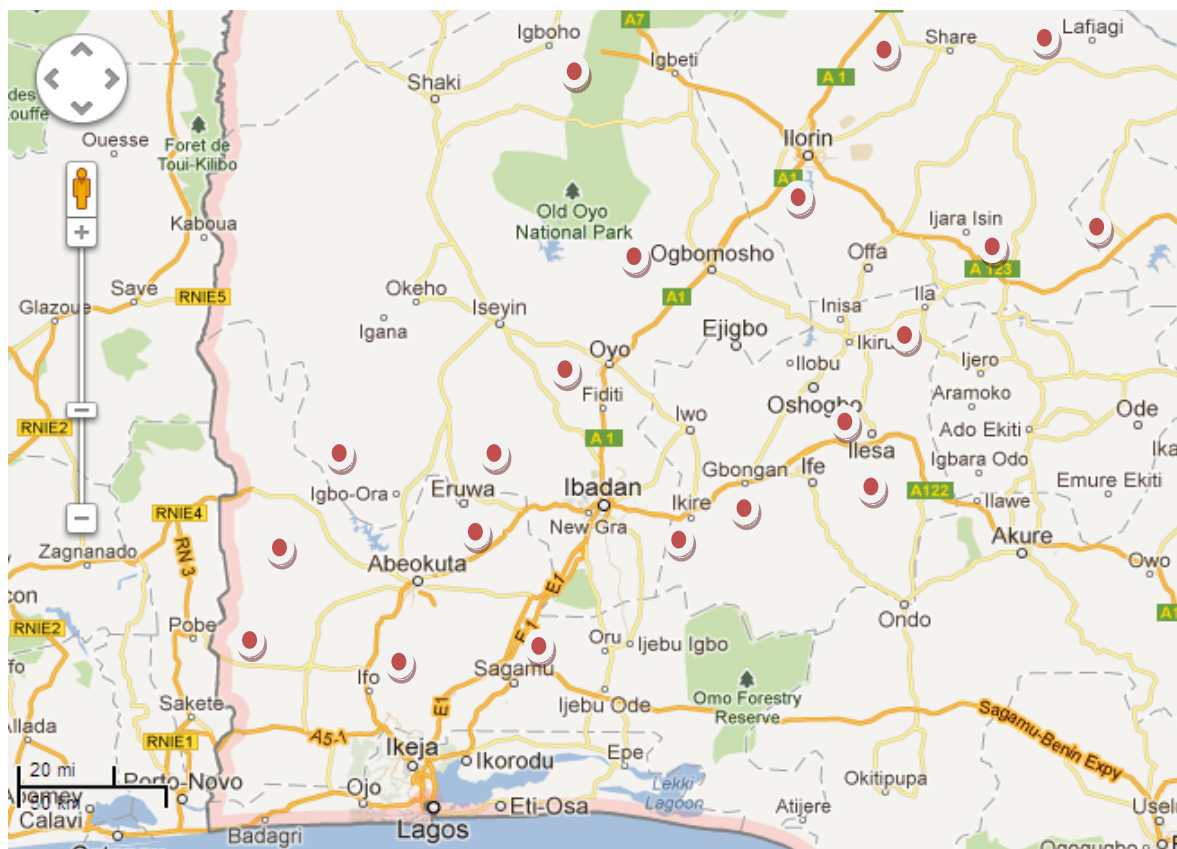 A7
Igboho
Share
Lafiagi
Igbeti
A 1
Shaki
Ouesse
Foret de
Toui-Kilibo
Ilorin
A1
Old Oyo
National Park
Ijara Isin
Kaboua
Ogbomosho
Offa
A 123
Save
RNIE5
Okeho
A1
Ila
Glazoue
Iseyin
Inisa
Igana
Ejigbo
Ikiru
Oyo
Ilobu
Ijero
Fiditi
Aramoko
Oshogbo
Iwo
Ode
RNIE2
A 1
Ado Ekiti
Ilesa
Igbara Odo
Gbongan
Ife
Emure Ekiti
Igbo-Ora
Eruwa
Ibadan
A122
Ikire
Ilawe
RNIE4
New Gra
Akure
Zagnanado
RN 3
Abeokuta
Owo
E1
Ondo
RNIE2
Pobe
E 1
Oru
Ijebu Igbo
Sagamu
Ifo
Omo Forestry
Reserve
Sakete
E1
Ijebu Ode
Sagamu-Benin Expy
RNIE1
A5-1
Ikeja
Ikorodu
Epe
20 mi
Porto-Novo
Ojo
Lekki
Lagoon
Okitipupa
Calavi
Eti-Osa
Atijere
Badagri
Lagos